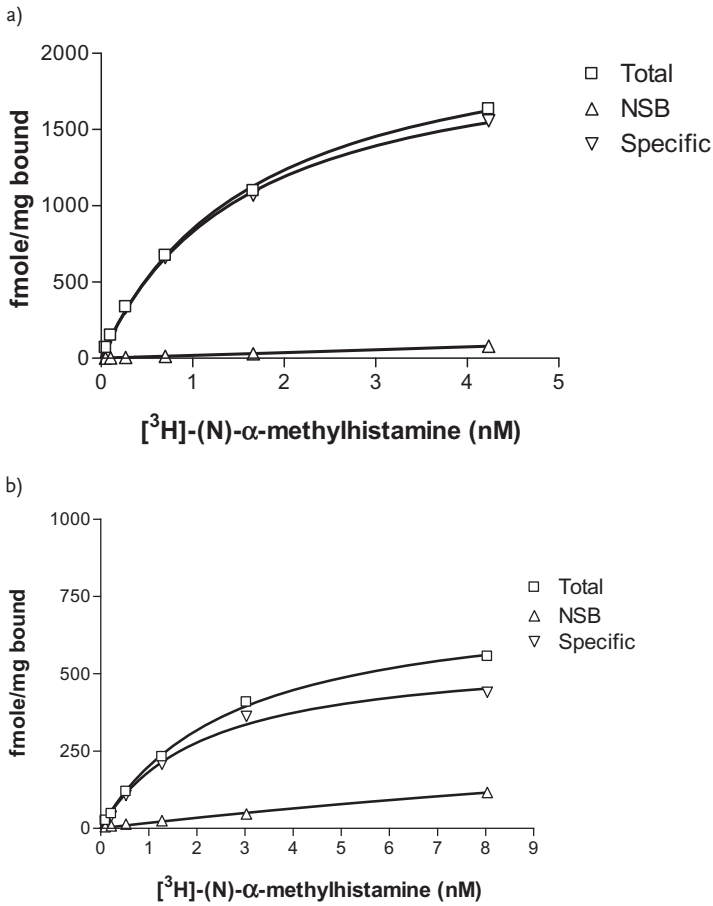 a)
2000
1500
1000
500
0
0
1
2
3
4
5
fmole/mg bound
[³H]-(N)-α-methylhistamine (nM)
Total
NSB
Specific
b)
1000
750
500
250
0
0
1
2
3
4
5
6
7
8
9
fmole/mg bound
[³H]-(N)-α-methylhistamine (nM)
Total
NSB
Specific